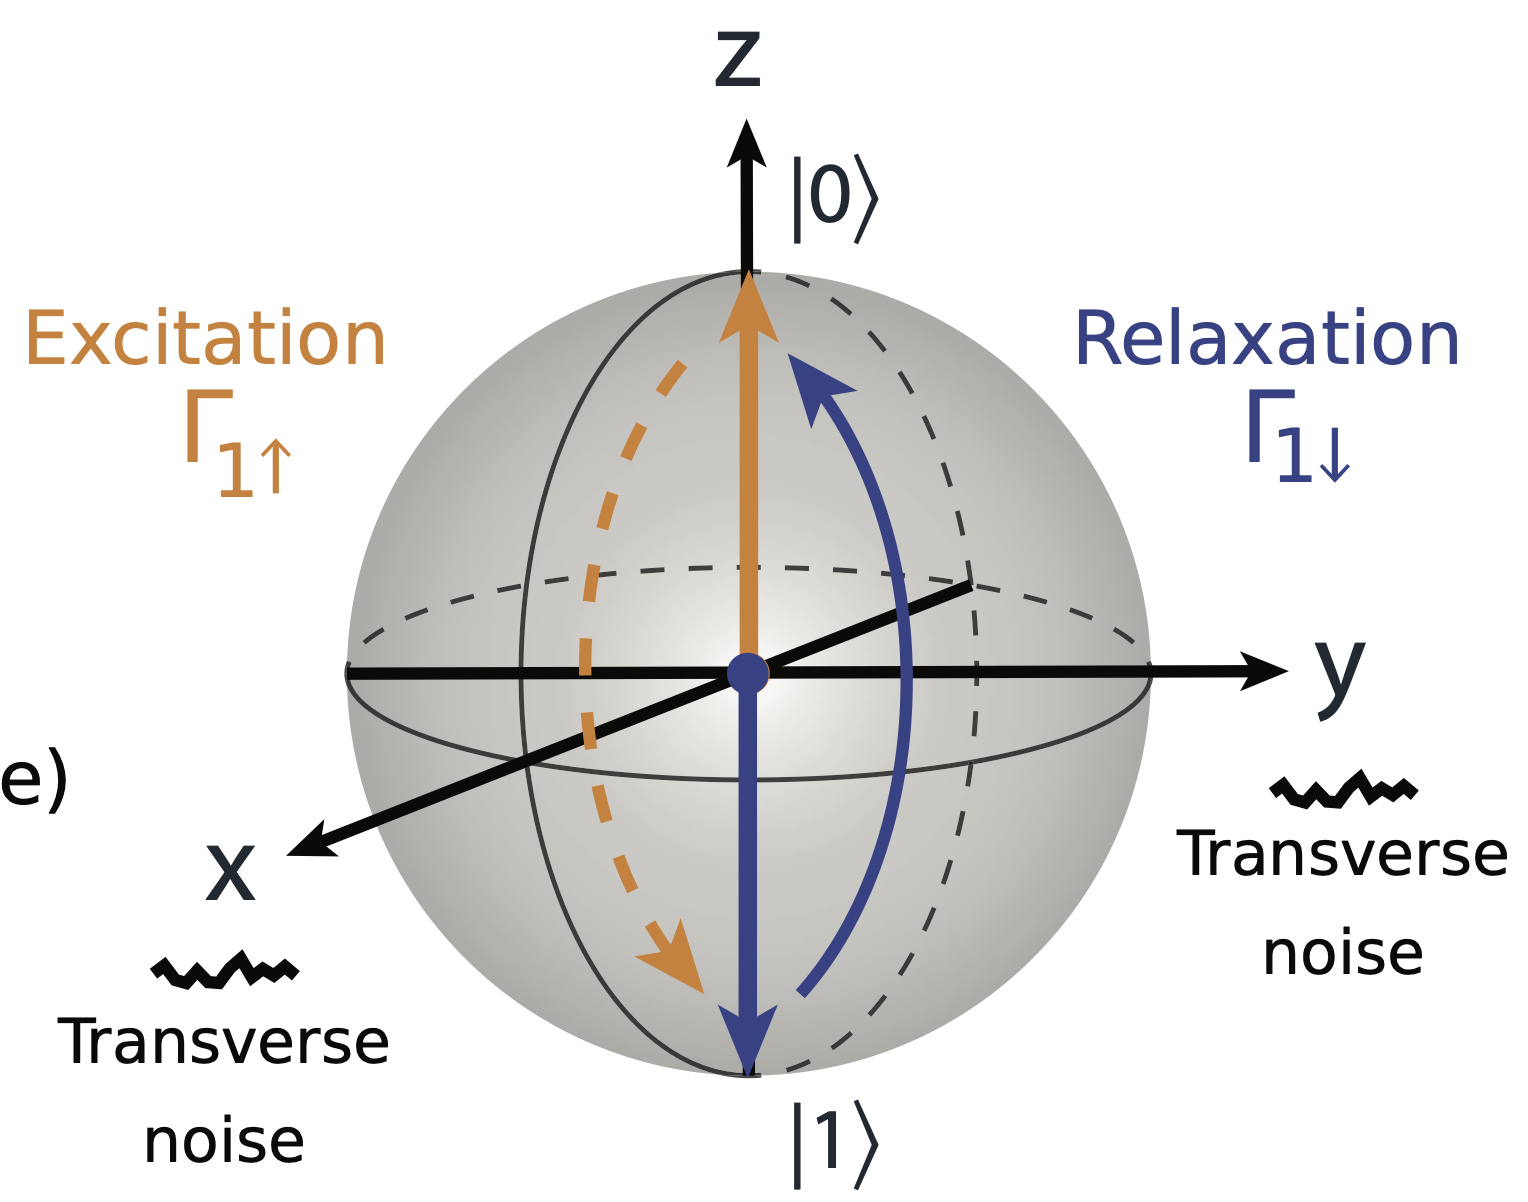 z
|0⟩
Excitation
Γ1↑
Relaxation
Γ1↓
y
e)
x
Transverse
noise
Transverse
noise
|1⟩